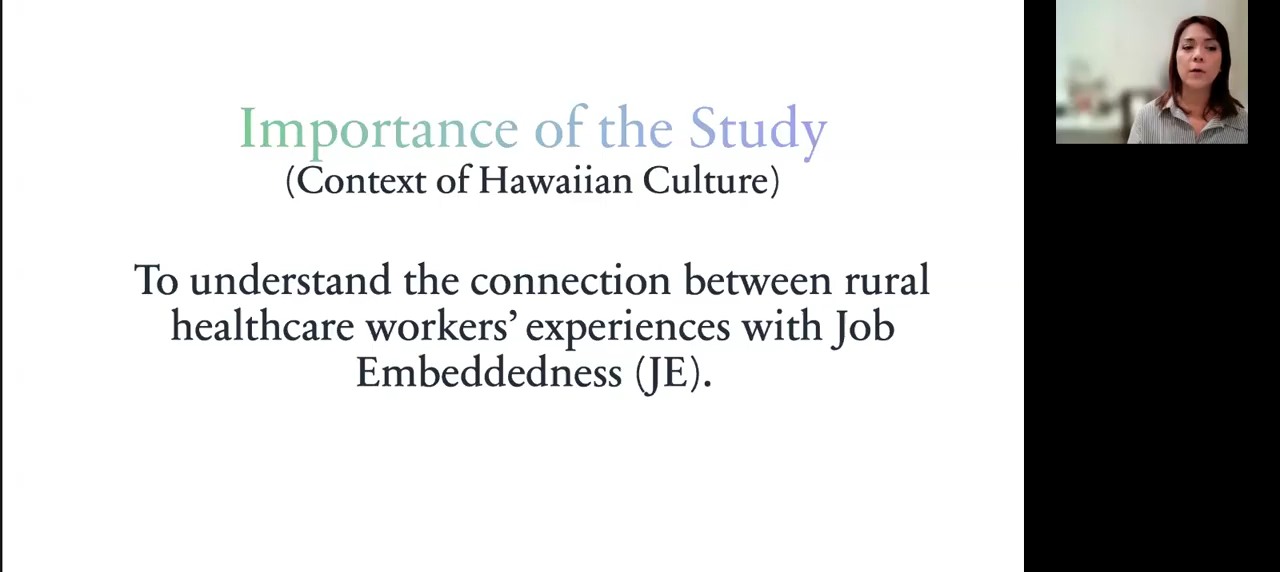 Importance of the Study
(Context of Hawaiian Culture)
To understand the connection between rural
healthcare workers’ experiences with Job
Embeddedness (JE).